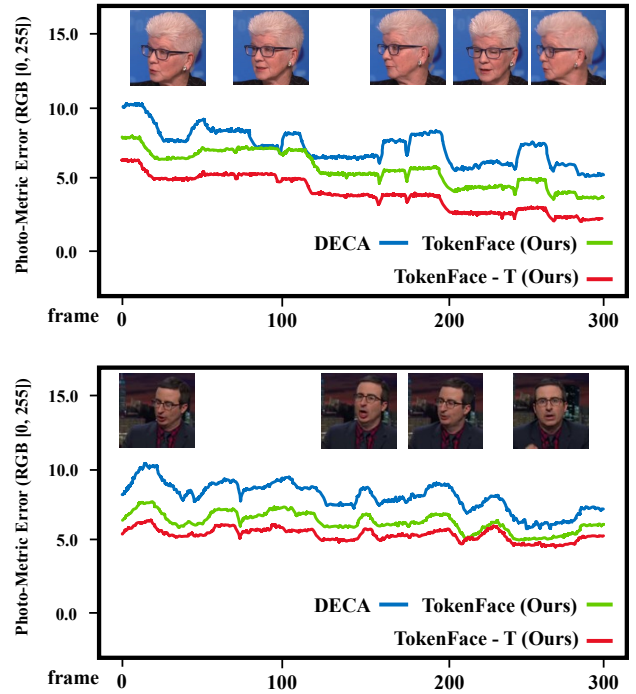 Photo-Metric Error (RGB [0, 255])
15.0
10.0
5.0
0.0
DECA
TokenFace (Ours)
TokenFace - T (Ours)
frame
0
100
200
300
Photo-Metric Error (RGB [0, 255])
15.0
10.0
5.0
0.0
DECA
TokenFace (Ours)
TokenFace - T (Ours)
frame
0
100
200
300